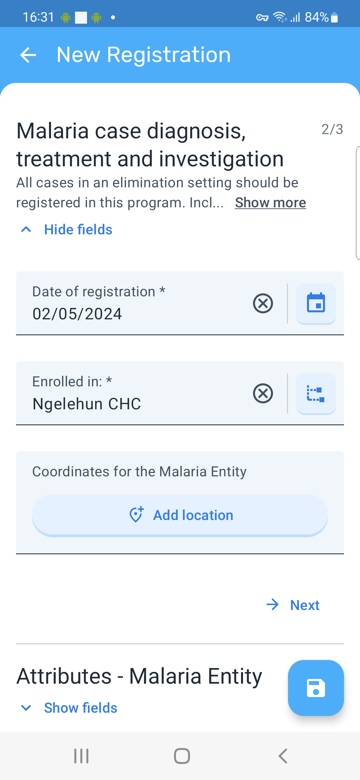 16:31 84%
New Registration
Malaria case diagnosis, 2/3
treatment and investigation
All cases in an elimination setting should be
registered in this program. Incl... Show more
Hide fields
Date of registration *
02/05/2024
Enrolled in: *
Ngelehun CHC
Coordinates for the Malaria Entity
Add location
Next
Attributes - Malaria Entity
Show fields